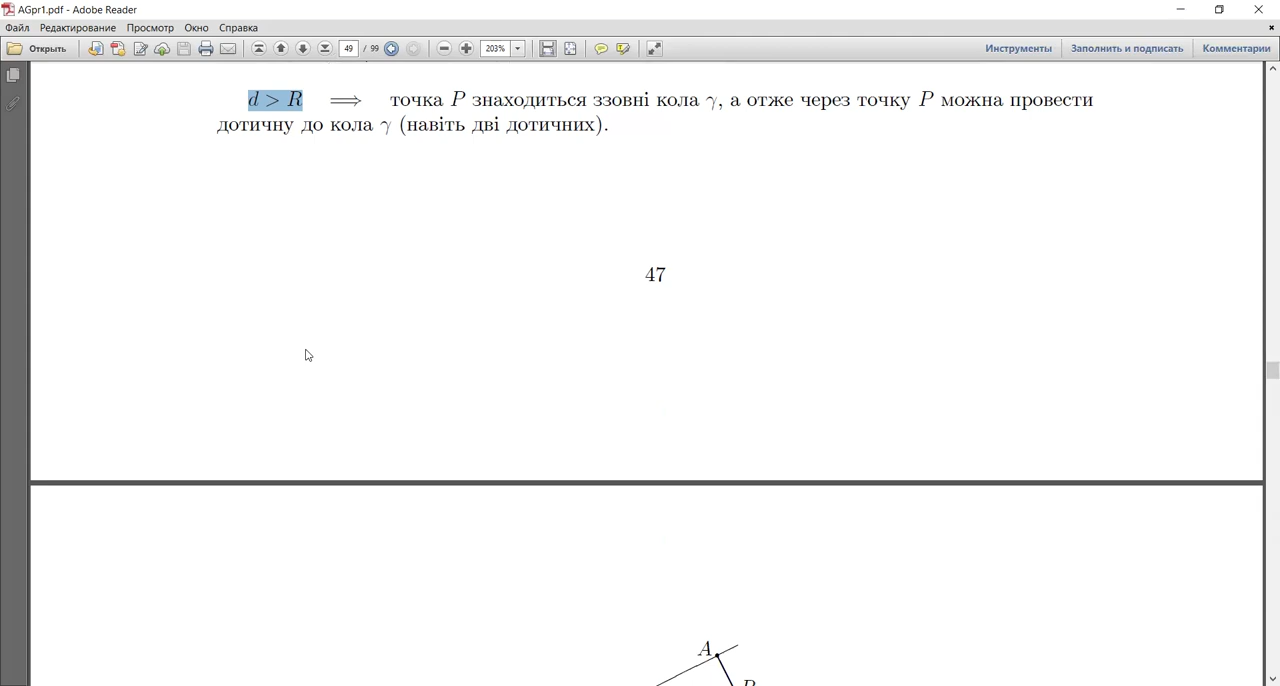 AGpr1.pdf - Adobe Reader
Файл Редактирование Просмотр Окно Справка
Открыть 49 / 99 203% Инструменты Заполнить и подписать Комментарии
d > R ⟹ точка P знаходиться ззовні кола γ, а отже через точку P можна провести
дотичну до кола γ (навіть дві дотичних).
47
A